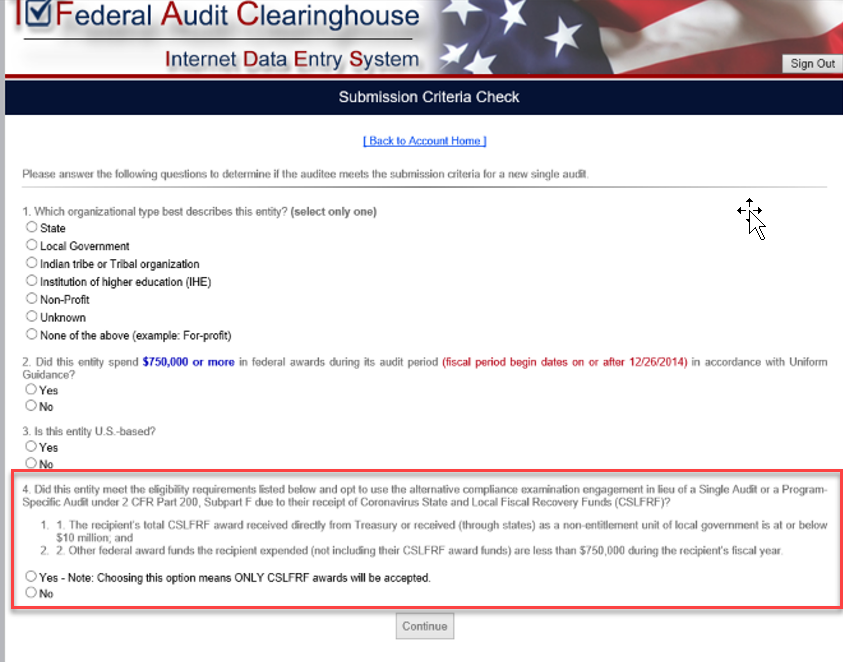 Federal Audit Clearinghouse
Internet Data Entry System
Sign Out
Submission Criteria Check
[ Back to Account Home ]
Please answer the following questions to determine if the auditee meets the submission criteria for a new single audit.
1. Which organizational type best describes this entity? (select only one)
State
Local Government
Indian tribe or Tribal organization
Institution of higher education (IHE)
Non-Profit
Unknown
None of the above (example: For-profit)
2. Did this entity spend $750,000 or more in federal awards during its audit period (fiscal period begin dates on or after 12/26/2014) in accordance with Uniform
Guidance?
Yes
No
3. Is this entity U.S.-based?
Yes
No
4. Did this entity meet the eligibility requirements listed below and opt to use the alternative compliance examination engagement in lieu of a Single Audit or a Program-
Specific Audit under 2 CFR Part 200, Subpart F due to their receipt of Coronavirus State and Local Fiscal Recovery Funds (CSLFRF)?
1. 1. The recipient's total CSLFRF award received directly from Treasury or received (through states) as a non-entitlement unit of local government is at or below
$10 million; and
2. 2. Other federal award funds the recipient expended (not including their CSLFRF award funds) are less than $750,000 during the recipient's fiscal year.
Yes - Note: Choosing this option means ONLY CSLFRF awards will be accepted.
No
Continue